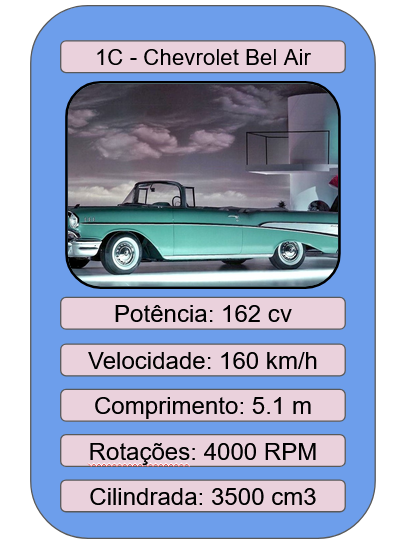 1C - Chevrolet Bel Air
Potência: 162 cv
Velocidade: 160 km/h
Comprimento: 5.1 m
Rotações: 4000 RPM
Cilindrada: 3500 cm3